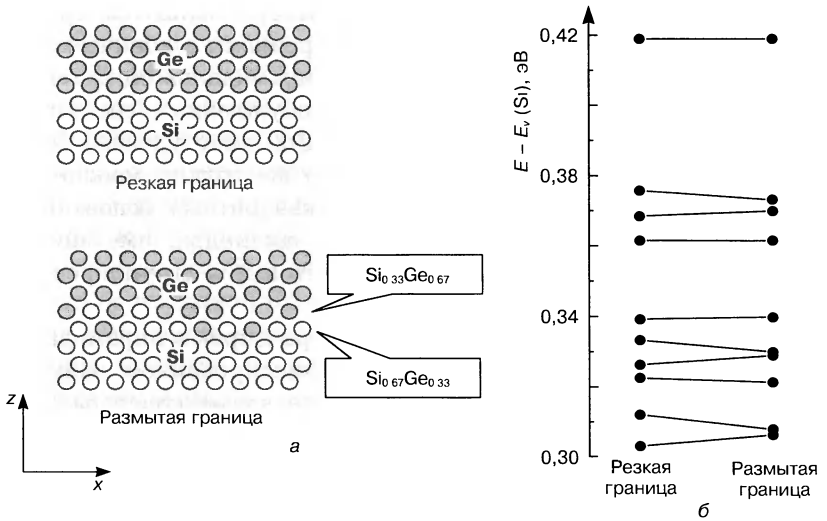 Ge
Si
Резкая граница
Ge
Si
Si0 33Ge0 67
Si0 67Ge0 33
Размытая граница
z
x
а
E – Ev (Si), эВ
0,42
0,38
0,34
0,30
Резкая
граница
Размытая
граница
б